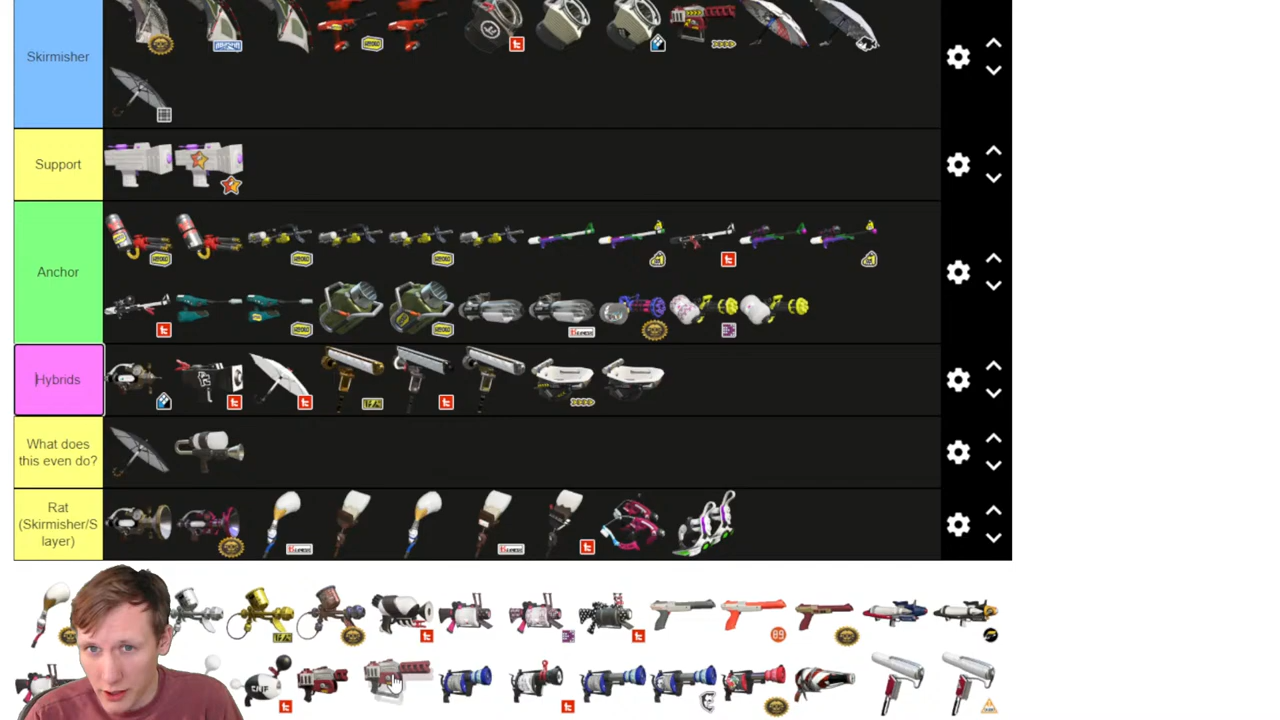 Skirmisher
Support
Anchor
Hybrids
What does
this even do?
Rat
(Skirmisher/S
layer)